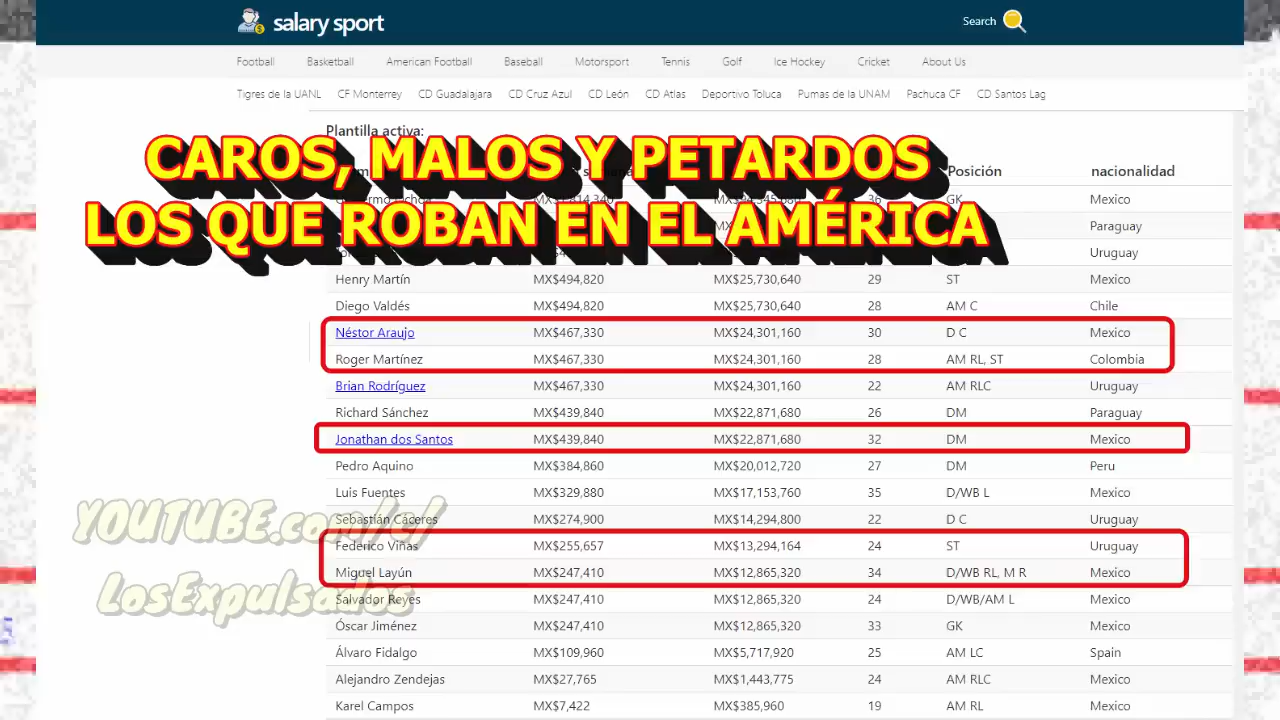 salary sport
Search
Football Basketball American Football Baseball Motorsport Tennis Golf Ice Hockey Cricket About Us
Tigres de la UANL CF Monterrey CD Guadalajara CD Cruz Azul CD León CD Atlas Deportivo Toluca Pumas de la UNAM Pachuca CF CD Santos Lag
Plantilla activa:
CAROS, MALOS Y PETARDOS
Posición nacionalidad
36 GK Mexico
LOS QUE ROBAN EN EL AMÉRICA
Paraguay
Uruguay
Henry Martín MX$494,820 MX$25,730,640 29 ST Mexico
Diego Valdés MX$494,820 MX$25,730,640 28 AM C Chile
Néstor Araujo MX$467,330 MX$24,301,160 30 D C Mexico
Roger Martínez MX$467,330 MX$24,301,160 28 AM RL, ST Colombia
Brian Rodríguez MX$467,330 MX$24,301,160 22 AM RLC Uruguay
Richard Sánchez MX$439,840 MX$22,871,680 26 DM Paraguay
Jonathan dos Santos MX$439,840 MX$22,871,680 32 DM Mexico
Pedro Aquino MX$384,860 MX$20,012,720 27 DM Peru
Luis Fuentes MX$329,880 MX$17,153,760 35 D/WB L Mexico
YOUTUBE.com/c/
Sebastián Cáceres MX$274,900 MX$14,294,800 22 D C Uruguay
Federico Viñas MX$255,657 MX$13,294,164 24 ST Uruguay
Miguel Layún MX$247,410 MX$12,865,320 34 D/WB RL, M R Mexico
LosExpulsados
Salvador Reyes MX$247,410 MX$12,865,320 24 D/WB/AM L Mexico
Óscar Jiménez MX$247,410 MX$12,865,320 33 GK Mexico
Álvaro Fidalgo MX$109,960 MX$5,717,920 25 AM LC Spain
Alejandro Zendejas MX$27,765 MX$1,443,775 24 AM RLC Mexico
Karel Campos MX$7,422 MX$385,960 19 AM RL Mexico